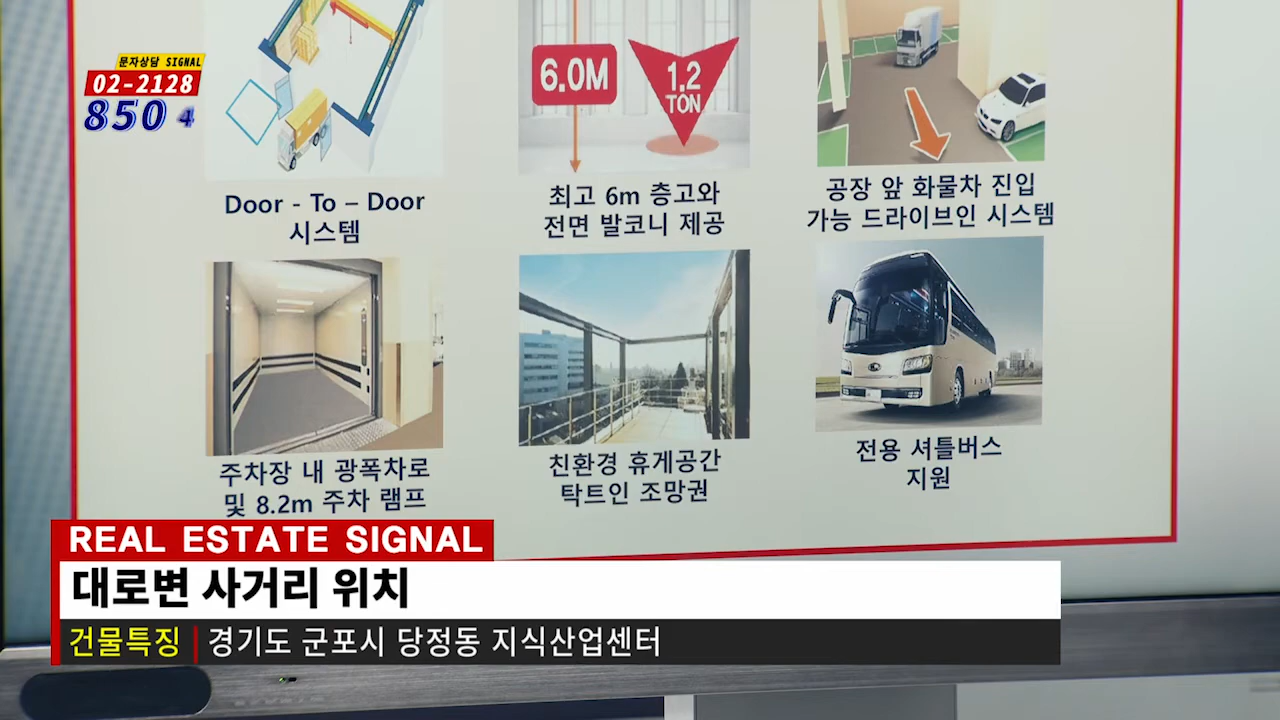 문자상담 SIGNAL
02-2128
850 4
6.0M
1.2
TON
Door - To – Door
시스템
최고 6m 층고와
전면 발코니 제공
공장 앞 화물차 진입
가능 드라이브인 시스템
주차장 내 광폭차로
및 8.2m 주차 램프
친환경 휴게공간
탁트인 조망권
전용 셔틀버스
지원
REAL ESTATE SIGNAL
대로변 사거리 위치
건물특징 | 경기도 군포시 당정동 지식산업센터